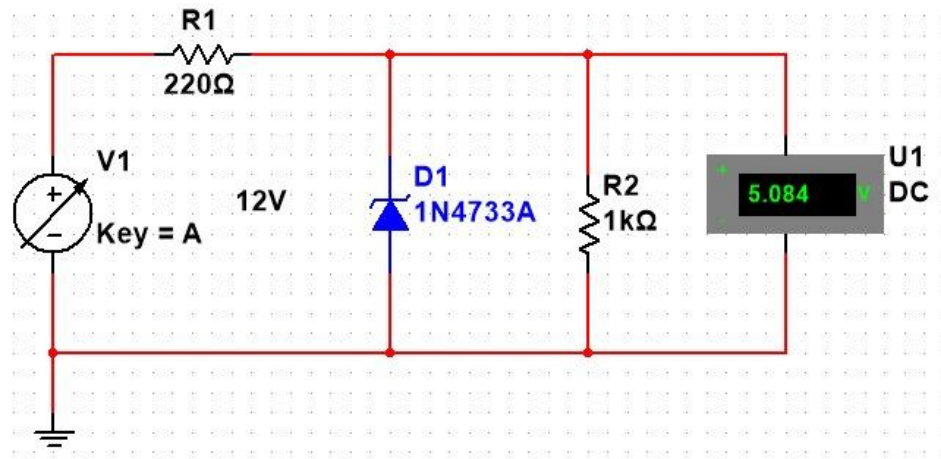 R1
220Ω
V1
+
−
Key = A
12V
D1
1N4733A
R2
1kΩ
+
5.084
V
-
U1
DC